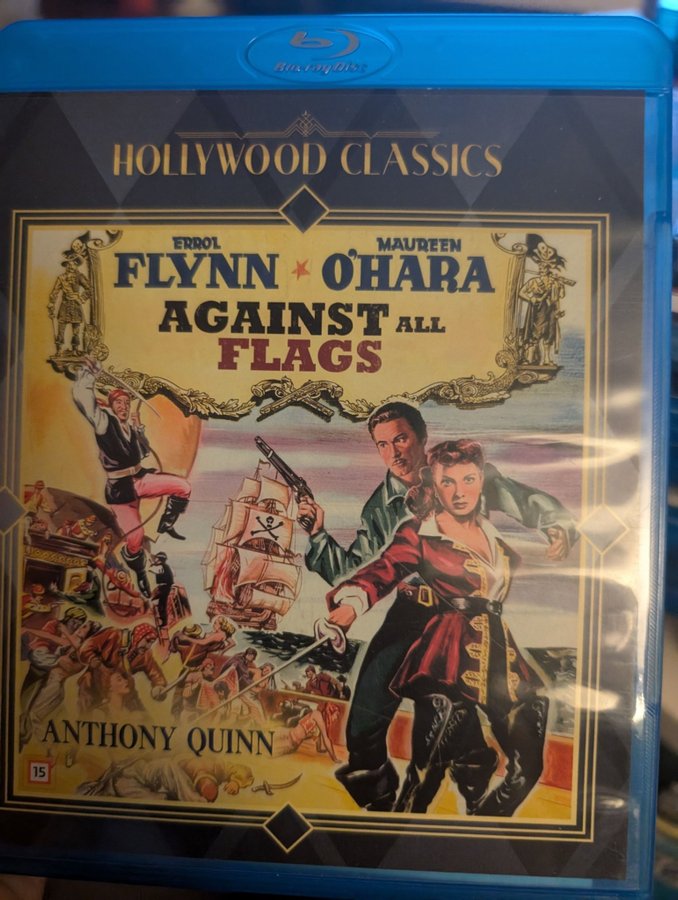 Blu-ray Disc
HOLLYWOOD CLASSICS
ERROL MAUREEN
FLYNN O'HARA
AGAINST ALL
FLAGS
ANTHONY QUINN
15